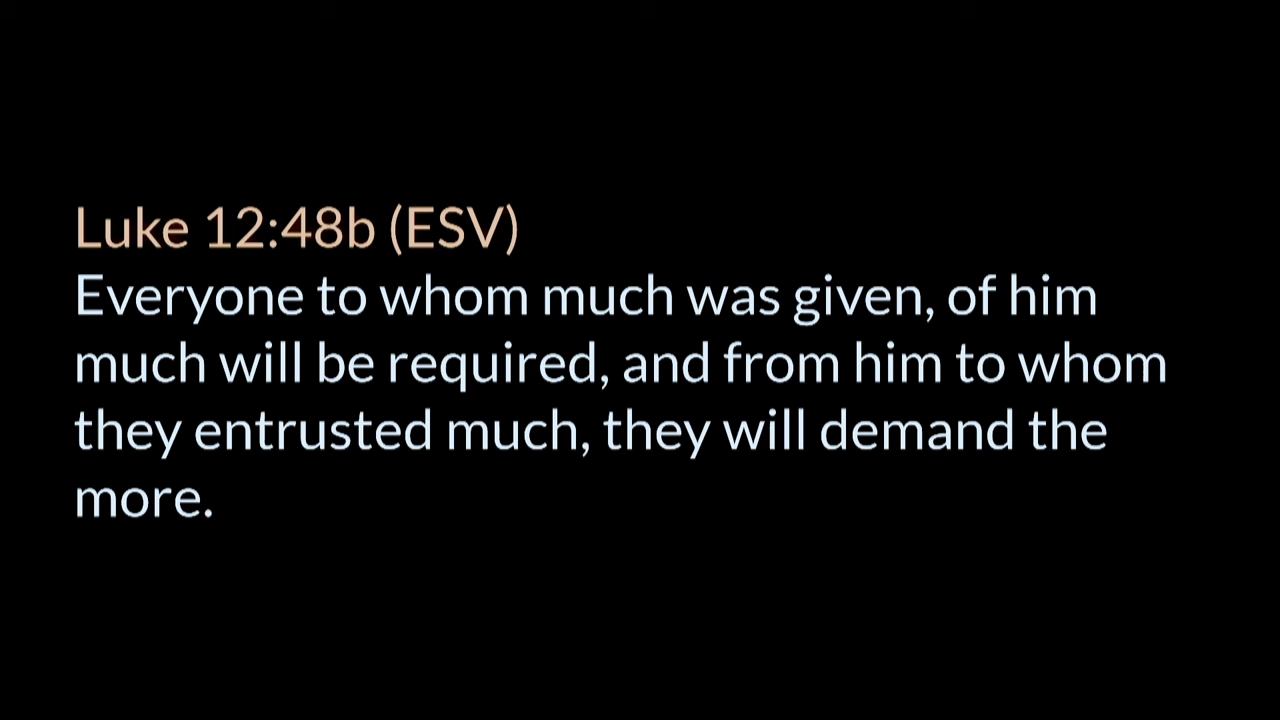 Luke 12:48b (ESV)
Everyone to whom much was given, of him
much will be required, and from him to whom
they entrusted much, they will demand the
more.